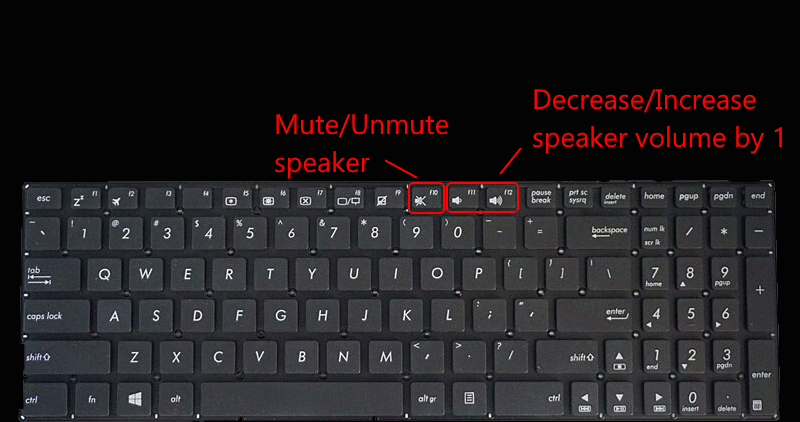 Decrease/Increase
speaker volume by 1
Mute/Unmute
speaker
esc f1 f2 f3 f4 f5 f6 f7 f8 f9 f10 f11 f12 pause break prt sc sysrq delete insert home pgup pgdn end
~ ` ! 1 @ 2 # 3 $ 4 % 5 ^ 6 & 7 * 8 ( 9 ) 0 _ - + = backspace num lk scr lk / * -
tab Q W E R T Y U I O P { [ } ] | \ 7 home 8 9 pgup +
caps lock A S D F G H J K L : ; " ' enter 4 5 6
shift Z X C V B N M < , > . ? / shift 1 end 2 3 pgdn enter
ctrl fn alt alt gr ctrl 0 insert . delete